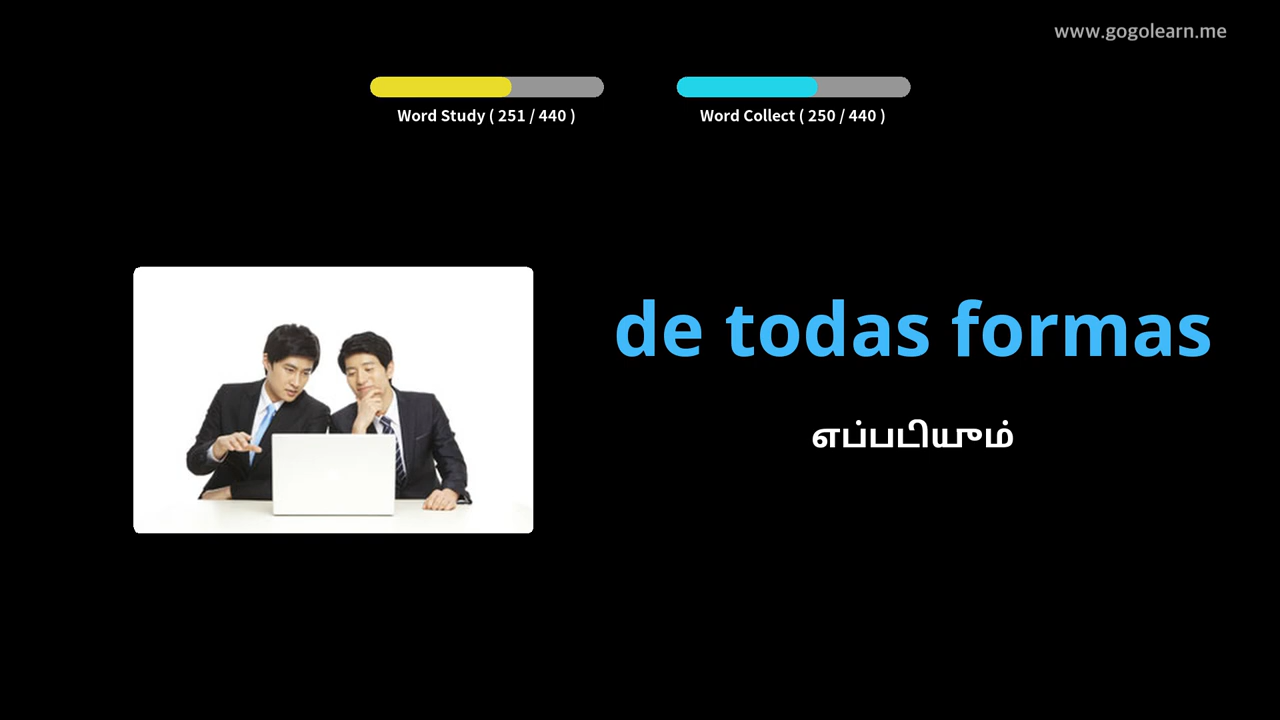 www.gogolearn.me
Word Study ( 251 / 440 )
Word Collect ( 250 / 440 )
de todas formas
எப்படியும்